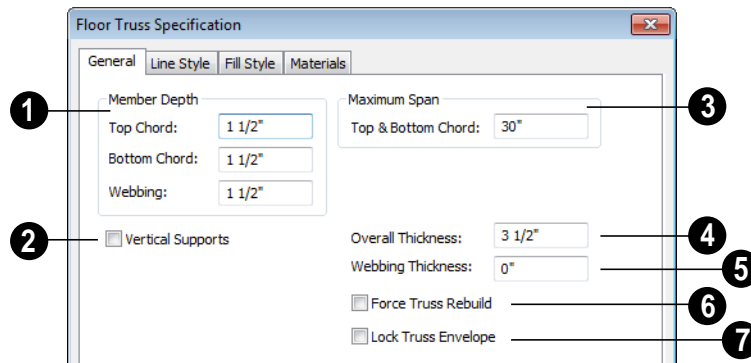 Floor Truss Specification
General Line Style Fill Style Materials
1 Member Depth
Top Chord: 1 1/2"
Bottom Chord: 1 1/2"
Webbing: 1 1/2"
Maximum Span 3
Top & Bottom Chord: 30"
2 Vertical Supports
Overall Thickness: 3 1/2" 4
Webbing Thickness: 0" 5
Force Truss Rebuild 6
Lock Truss Envelope 7